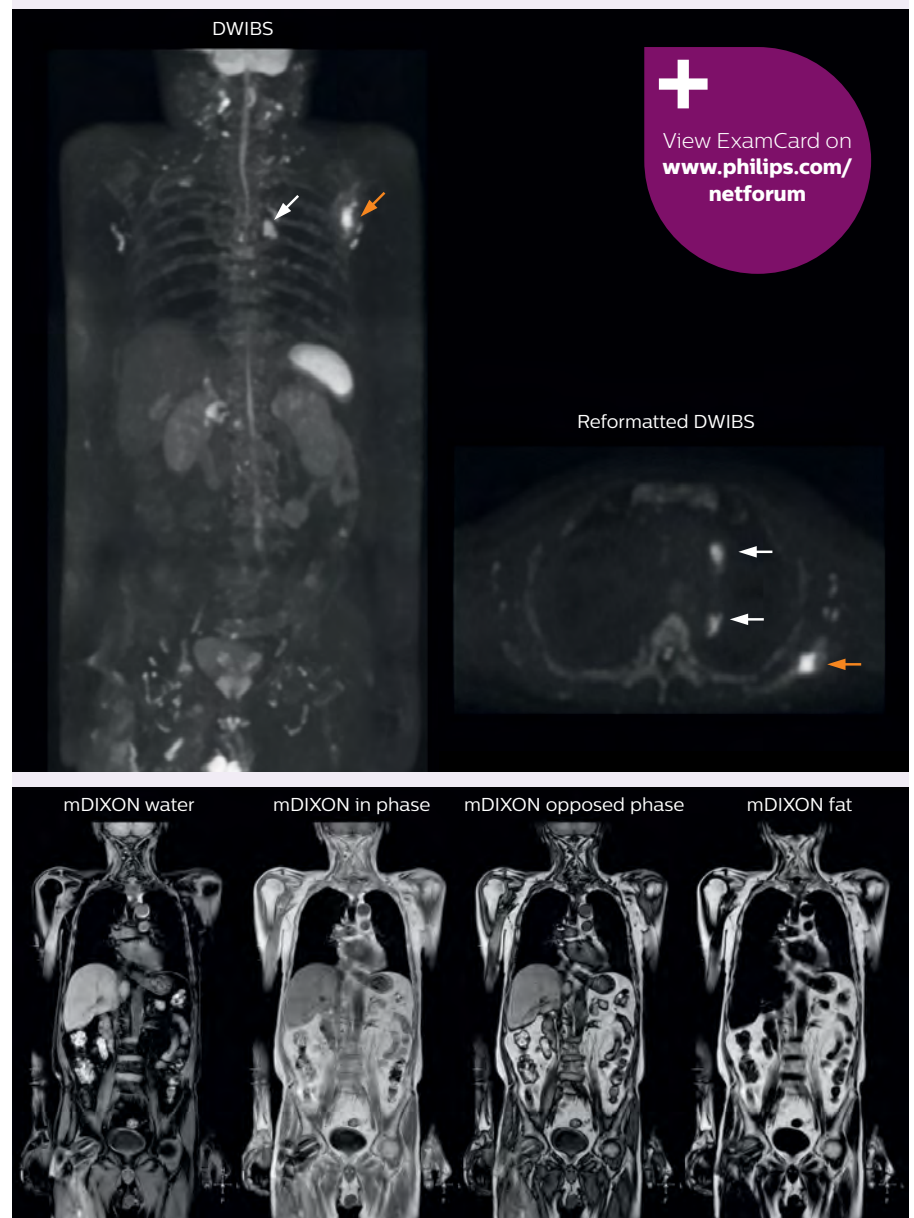 DWIBS
View ExamCard on
www.philips.com/
netforum
Reformatted DWIBS
mDIXON water
mDIXON in phase
mDIXON opposed phase
mDIXON fat